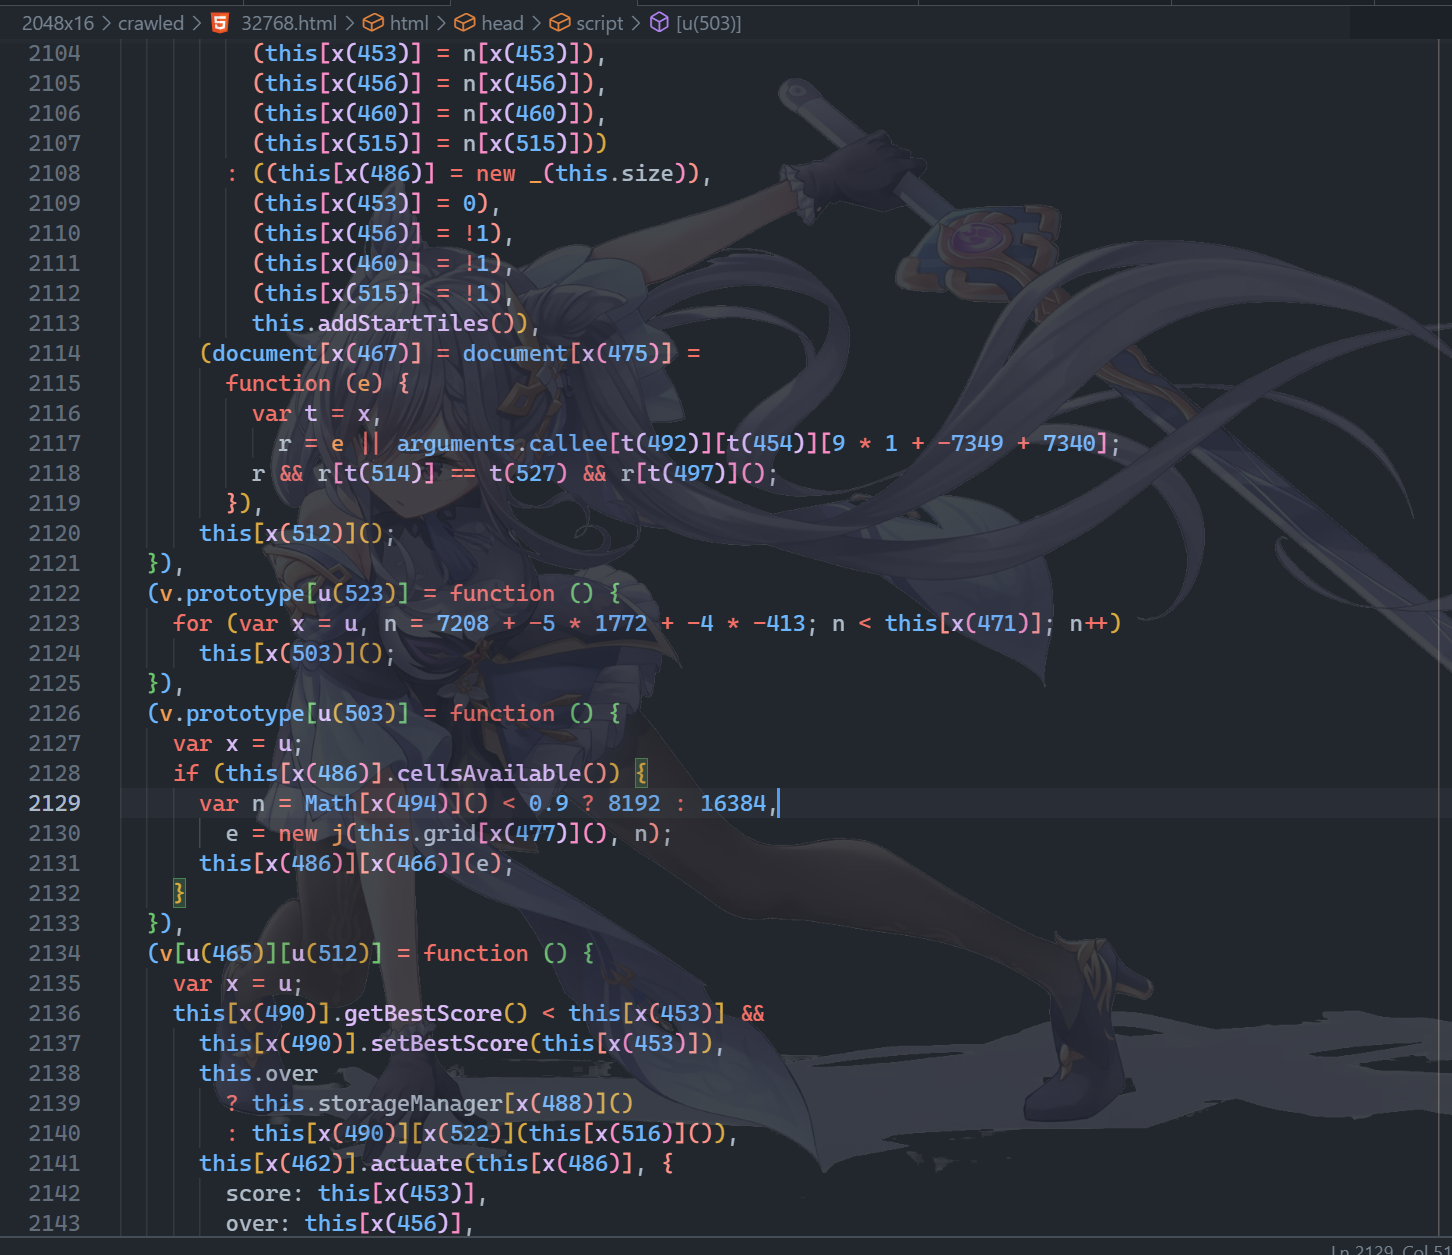 2048x16 > crawled > 32768.html > html > head > script > [u(503)]
2104 (this[x(453)] = n[x(453)]),
2105 (this[x(456)] = n[x(456)]),
2106 (this[x(460)] = n[x(460)]),
2107 (this[x(515)] = n[x(515)]))
2108 : ((this[x(486)] = new _(this.size)),
2109 (this[x(453)] = 0),
2110 (this[x(456)] = !1),
2111 (this[x(460)] = !1),
2112 (this[x(515)] = !1),
2113 this.addStartTiles()),
2114 (document[x(467)] = document[x(475)] =
2115 function (e) {
2116 var t = x,
2117 r = e || arguments.callee[t(492)][t(454)][9 * 1 + -7349 + 7340];
2118 r && r[t(514)] == t(527) && r[t(497)]();
2119 }),
2120 this[x(512)]();
2121 }),
2122 (v.prototype[u(523)] = function () {
2123 for (var x = u, n = 7208 + -5 * 1772 + -4 * -413; n < this[x(471)]; n++)
2124 this[x(503)]();
2125 }),
2126 (v.prototype[u(503)] = function () {
2127 var x = u;
2128 if (this[x(486)].cellsAvailable()) {
2129 var n = Math[x(494)]() < 0.9 ? 8192 : 16384,
2130 e = new j(this.grid[x(477)](), n);
2131 this[x(486)][x(466)](e);
2132 }
2133 }),
2134 (v[u(465)][u(512)] = function () {
2135 var x = u;
2136 this[x(490)].getBestScore() < this[x(453)] &&
2137 this[x(490)].setBestScore(this[x(453)]),
2138 this.over
2139 ? this.storageManager[x(488)]()
2140 : this[x(490)][x(522)](this[x(516)]()),
2141 this[x(462)].actuate(this[x(486)], {
2142 score: this[x(453)],
2143 over: this[x(456)],
Ln 2129, Col 51